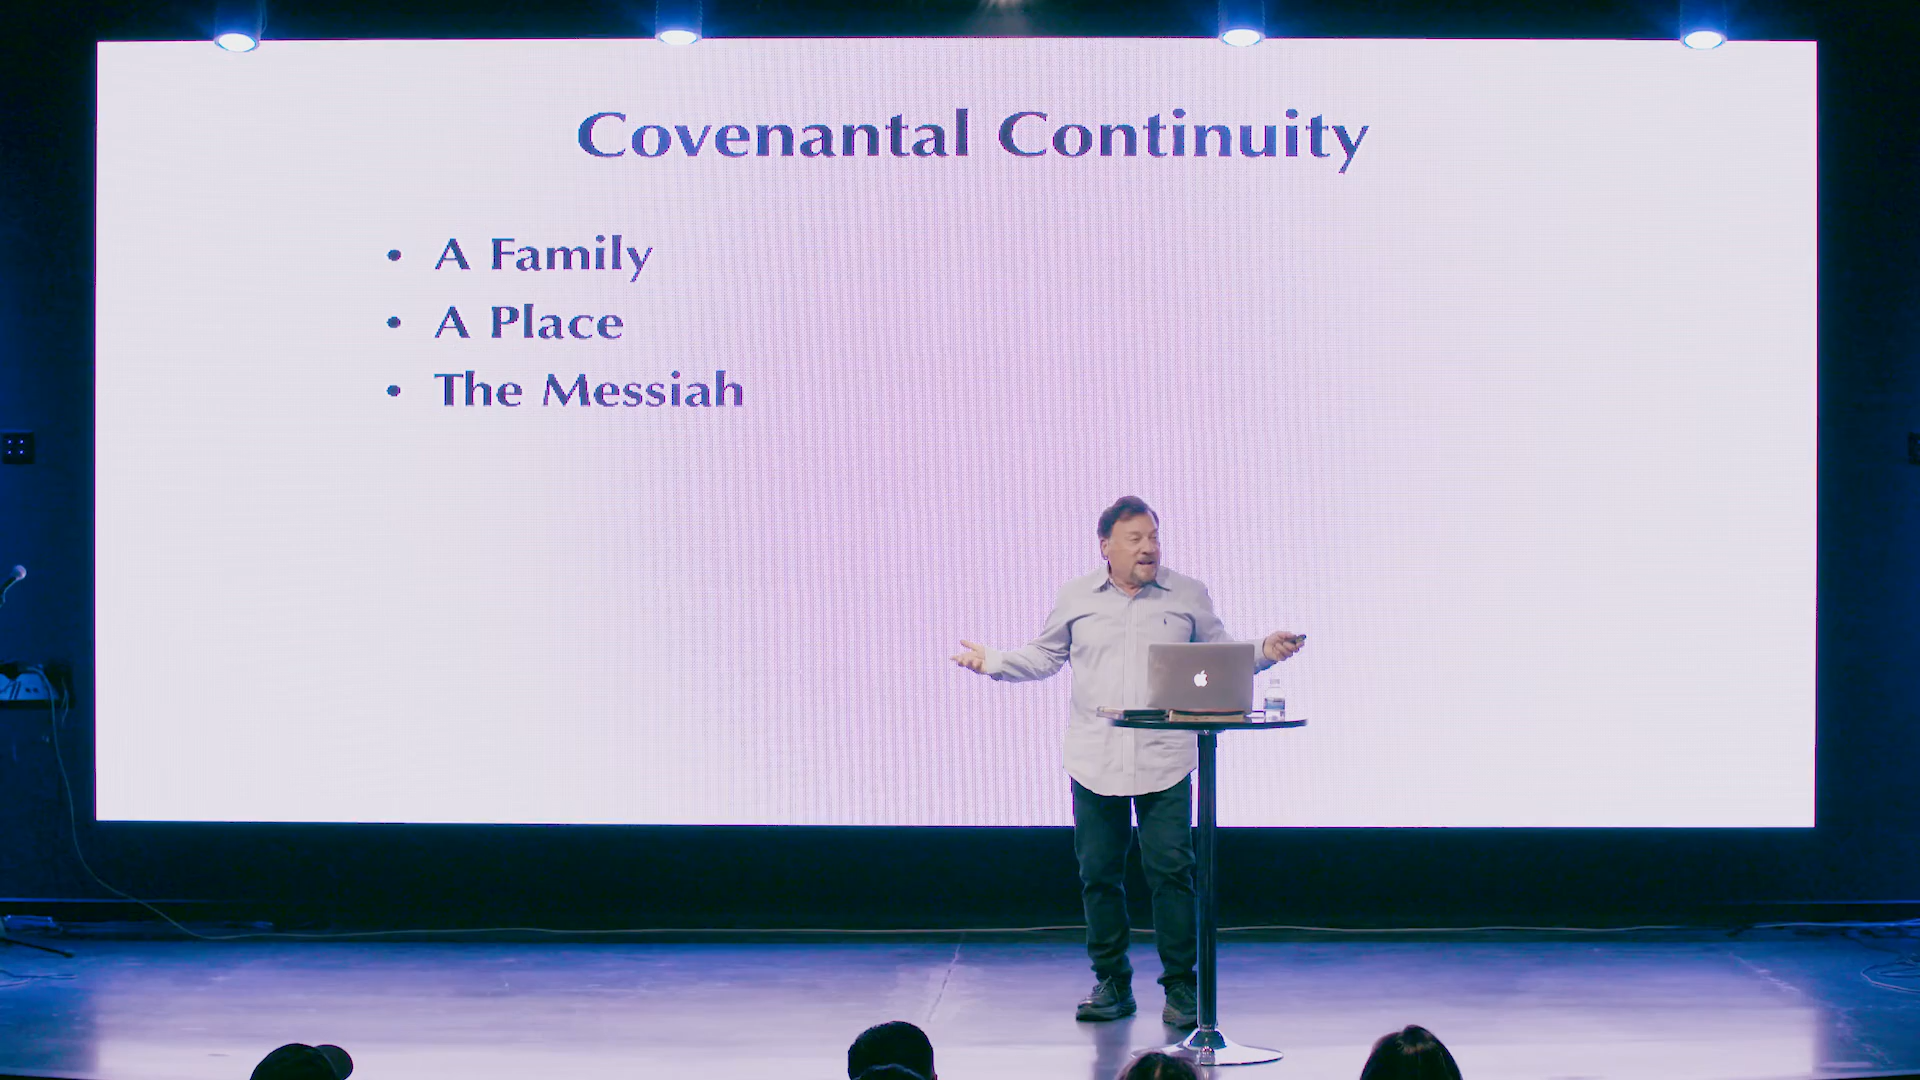 Covenantal Continuity
• A Family
• A Place
• The Messiah